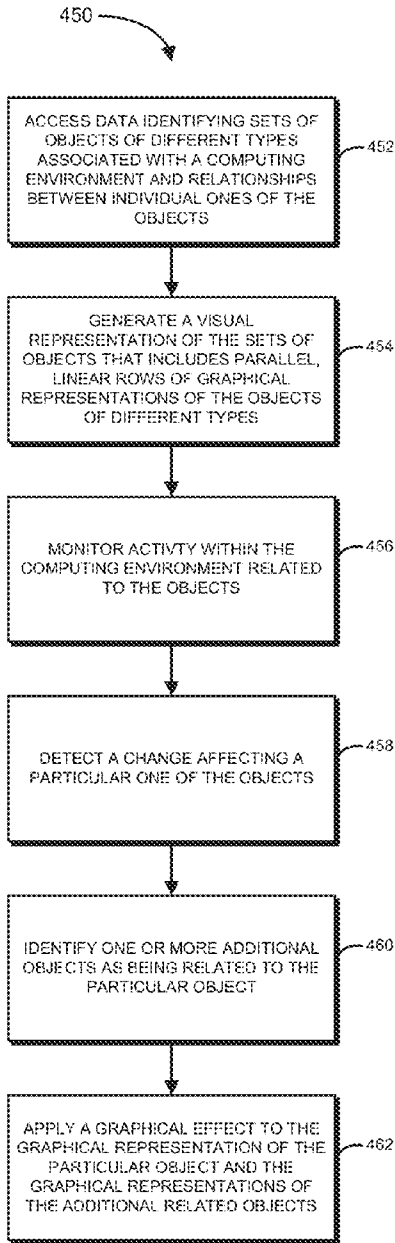 450
ACCESS DATA IDENTIFYING SETS OF
OBJECTS OF DIFFERENT TYPES
ASSOCIATED WITH A COMPUTING
ENVIRONMENT AND RELATIONSHIPS
BETWEEN INDIVIDUAL ONES OF THE
OBJECTS
452
GENERATE A VISUAL
REPRESENTATION OF THE SETS OF
OBJECTS THAT INCLUDES PARALLEL,
LINEAR ROWS OF GRAPHICAL
REPRESENTATIONS OF THE OBJECTS
OF DIFFERENT TYPES
454
MONITOR ACTIVTY WITHIN THE
COMPUTING ENVIRONMENT RELATED
TO THE OBJECTS
456
DETECT A CHANGE AFFECTING A
PARTICULAR ONE OF THE OBJECTS
458
IDENTIFY ONE OR MORE ADDITIONAL
OBJECTS AS BEING RELATED TO THE
PARTICULAR OBJECT
460
APPLY A GRAPHICAL EFFECT TO THE
GRAPHICAL REPRESENTATION OF THE
PARTICULAR OBJECT AND THE
GRAPHICAL REPRESENTATIONS OF
THE ADDITIONAL RELATED OBJECTS
462